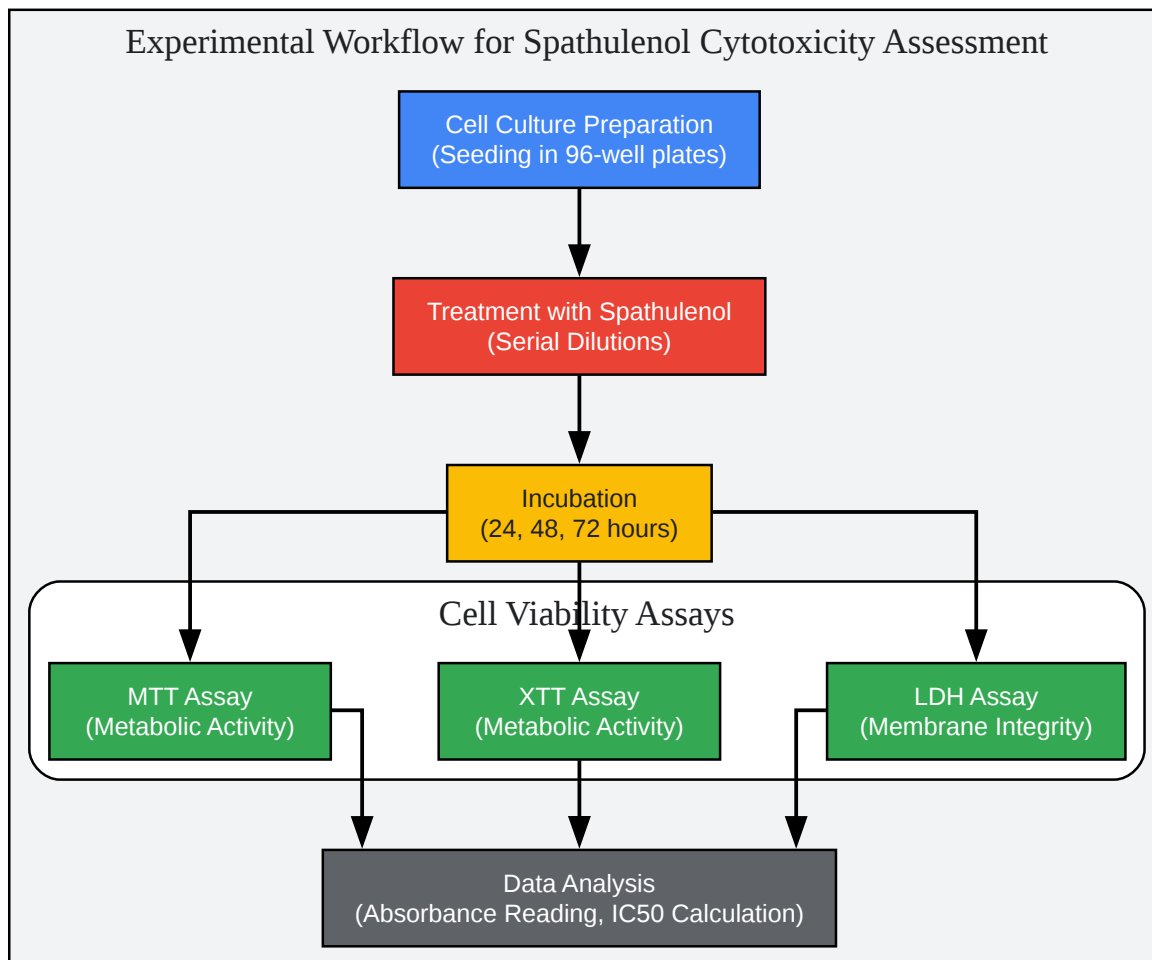 Experimental Workflow for Spathulenol Cytotoxicity Assessment
Cell Culture Preparation
(Seeding in 96-well plates)
Treatment with Spathulenol
(Serial Dilutions)
Incubation
(24, 48, 72 hours)
Cell Viability Assays
MTT Assay
(Metabolic Activity)
XTT Assay
(Metabolic Activity)
LDH Assay
(Membrane Integrity)
Data Analysis
(Absorbance Reading, IC50 Calculation)